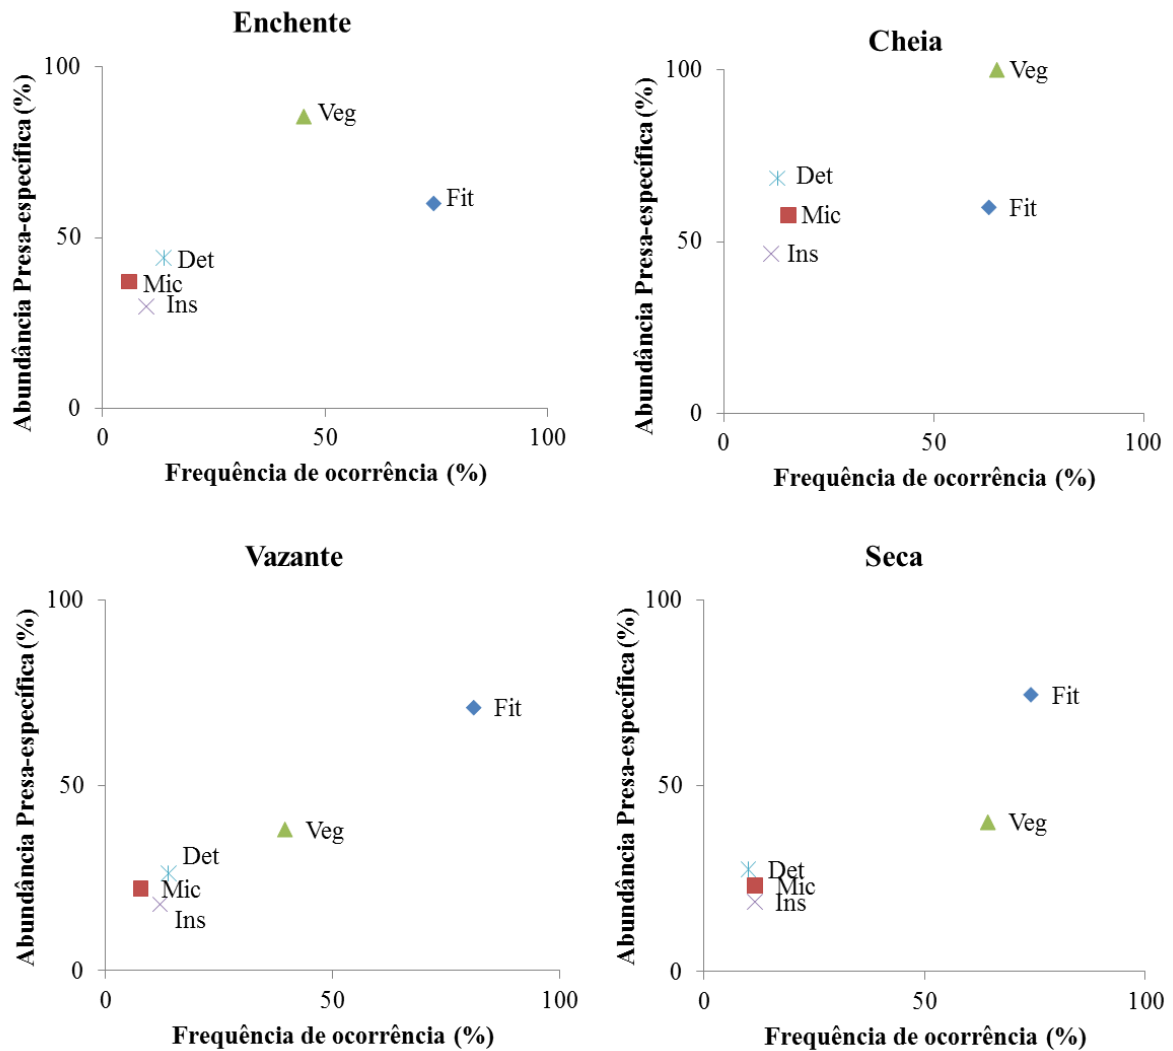 Enchente
Abundância Presa-específica (%)
100
50
0
Veg
Fit
Det
Mic
Ins
0
50
100
Frequência de ocorrência (%)
Cheia
Abundância Presa-específica (%)
100
50
0
Veg
Det
Mic
Fit
Ins
0
50
100
Frequência de ocorrência (%)
Vazante
Abundância Presa-específica (%)
100
50
0
Fit
Veg
Det
Mic
Ins
0
50
100
Frequência de ocorrência (%)
Seca
Abundância Presa-específica (%)
100
50
0
Fit
Veg
Det
Mic
Ins
0
50
100
Frequência de ocorrência (%)